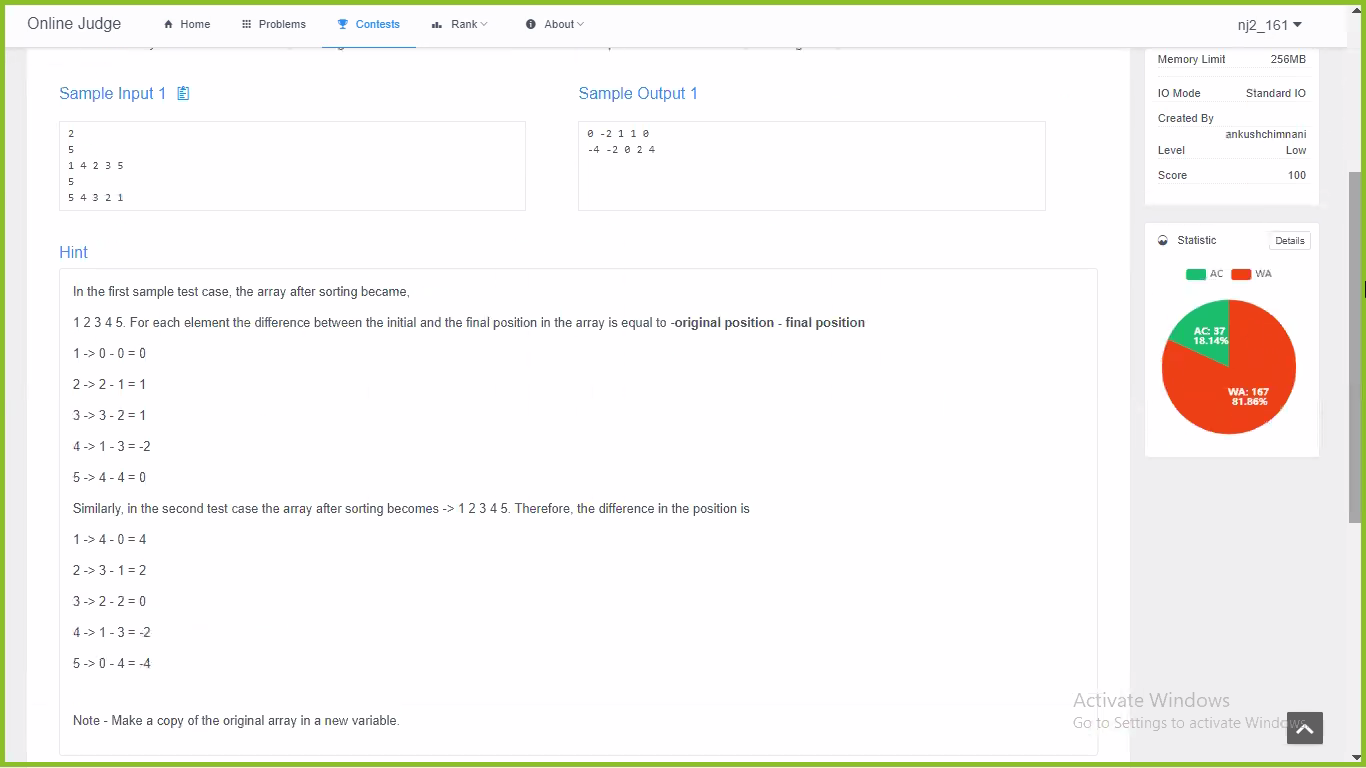 Online Judge
Home
Problems
Contests
Rank
About
nj2_161
Memory Limit 256MB
IO Mode Standard IO
Created By
ankushchimnani
Level Low
Score 100
Sample Input 1
2
5
1 4 2 3 5
5
5 4 3 2 1
Sample Output 1
0 -2 1 1 0
-4 -2 0 2 4
Hint
In the first sample test case, the array after sorting became,
1 2 3 4 5. For each element the difference between the initial and the final position in the array is equal to -original position - final position
1 -> 0 - 0 = 0
2 -> 2 - 1 = 1
3 -> 3 - 2 = 1
4 -> 1 - 3 = -2
5 -> 4 - 4 = 0
Similarly, in the second test case the array after sorting becomes -> 1 2 3 4 5. Therefore, the difference in the position is
1 -> 4 - 0 = 4
2 -> 3 - 1 = 2
3 -> 2 - 2 = 0
4 -> 1 - 3 = -2
5 -> 0 - 4 = -4
Note - Make a copy of the original array in a new variable.
Statistic
Details
AC WA
AC: 37
18.14%
WA: 167
81.86%
Activate Windows
Go to Settings to activate Windows.